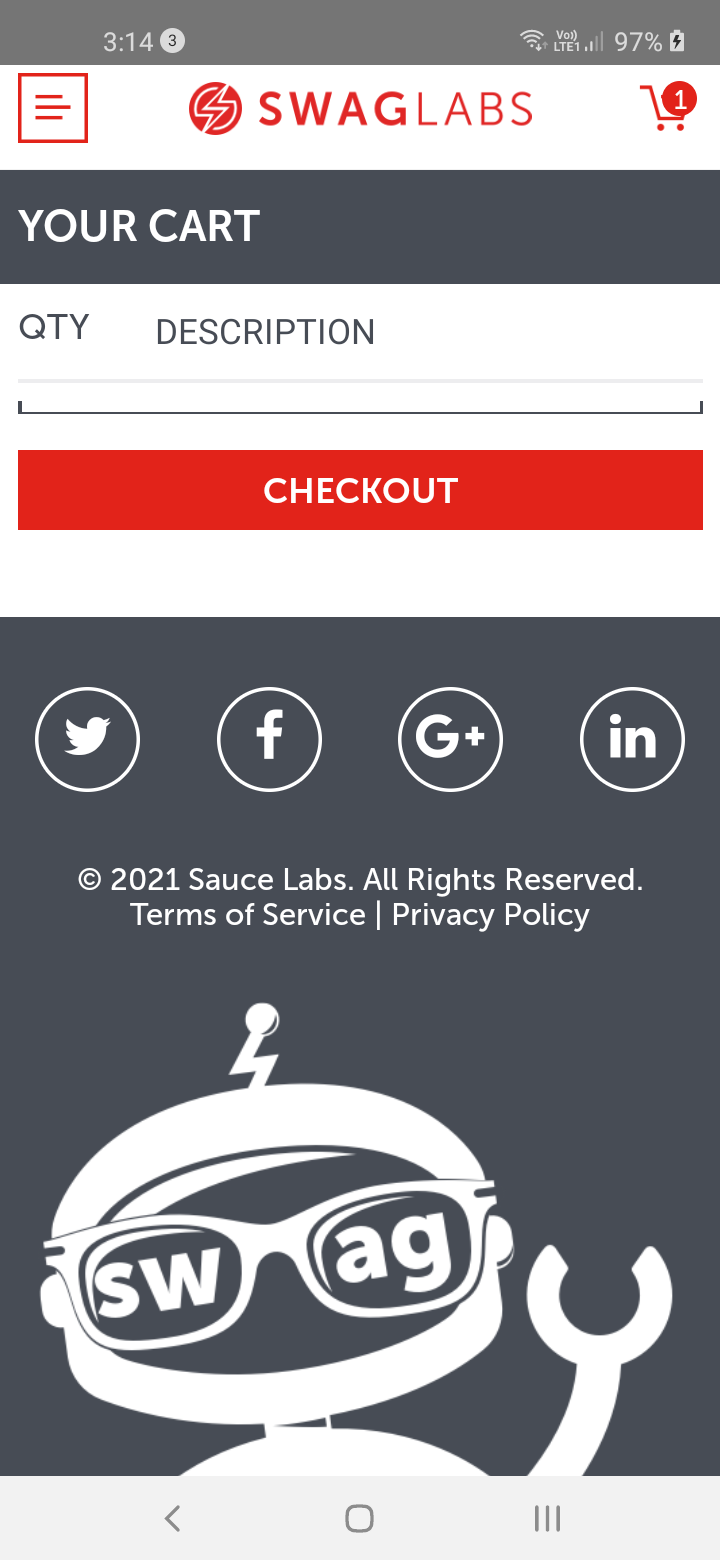 3:14 3 Vo)) LTE1 97%
SWAGLABS 1
YOUR CART
QTY DESCRIPTION
CHECKOUT
f G+ in
© 2021 Sauce Labs. All Rights Reserved.
Terms of Service | Privacy Policy
sw ag